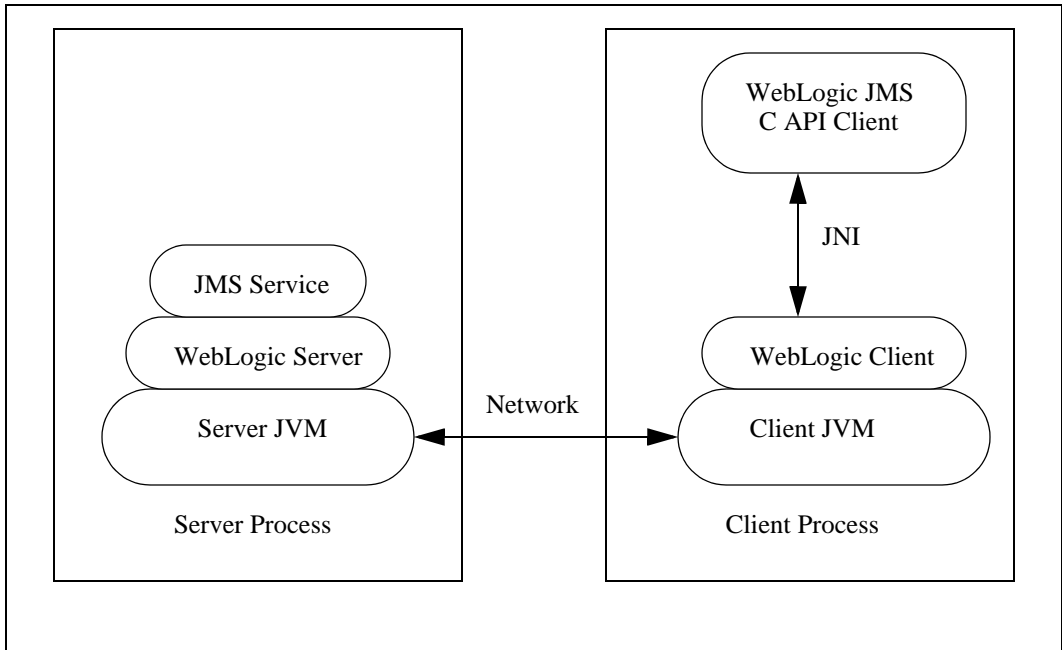 WebLogic JMS
C API Client
JNI
JMS Service
WebLogic Server
WebLogic Client
Network
Server JVM
Client JVM
Server Process
Client Process